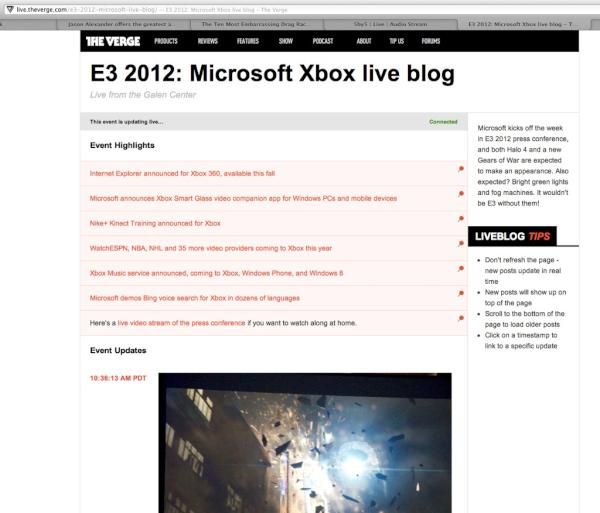 live.theverge.com/e3-2012-microsoft-live-blog/ — E3 2012: Microsoft Xbox live blog – The Verge
Jason Alexander offers the greatest a...
The Ten Most Embarrassing Drag Rac...
5by5 | Live | Audio Stream
E3 2012: Microsoft Xbox live blog – T...
THE VERGE
PRODUCTS
REVIEWS
FEATURES
SHOW
PODCAST
ABOUT
TIP US
FORUMS
E3 2012: Microsoft Xbox live blog
Live from the Galen Center
This event is updating live...
Connected
Event Highlights
Internet Explorer announced for Xbox 360, available this fall
Microsoft announces Xbox Smart Glass video companion app for Windows PCs and mobile devices
Nike+ Kinect Training announced for Xbox
WatchESPN, NBA, NHL and 35 more video providers coming to Xbox this year
Xbox Music service announced, coming to Xbox, Windows Phone, and Windows 8
Microsoft demos Bing voice search for Xbox in dozens of languages
Here's a live video stream of the press conference if you want to watch along at home.
Event Updates
10:36:13 AM PDT
Microsoft kicks off the week
in E3 2012 press conference,
and both Halo 4 and a new
Gears of War are expected
to make an appearance. Also
expected? Bright green lights
and fog machines. It wouldn't
be E3 without them!
LIVEBLOG TIPS
• Don't refresh the page -
new posts update in real
time
• New posts will show up on
top of the page
• Scroll to the bottom of the
page to load older posts
• Click on a timestamp to
link to a specific update